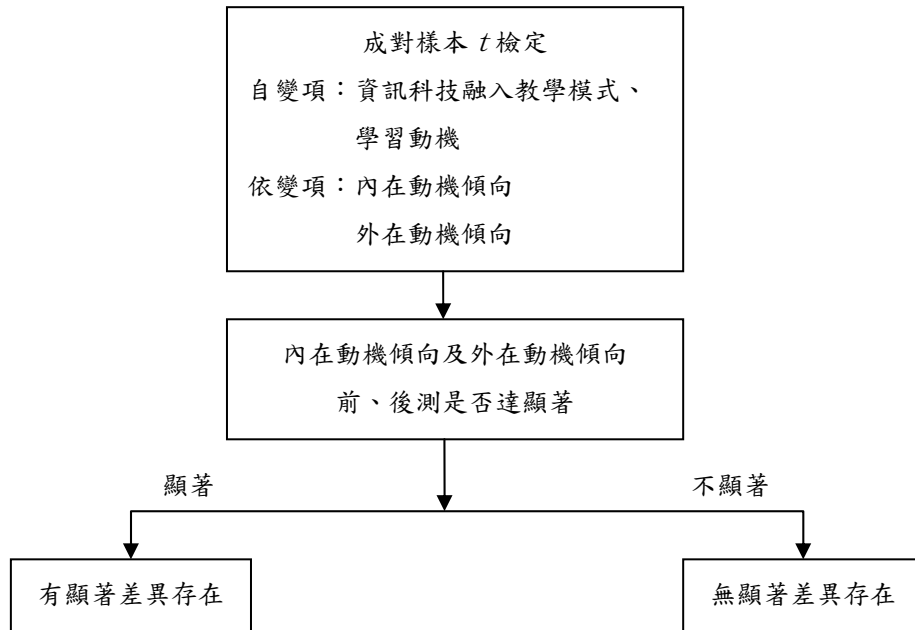 成對樣本 t 檢定
自變項：資訊科技融入教學模式、
學習動機
依變項：內在動機傾向
外在動機傾向
內在動機傾向及外在動機傾向
前、後測是否達顯著
顯著
不顯著
有顯著差異存在
無顯著差異存在